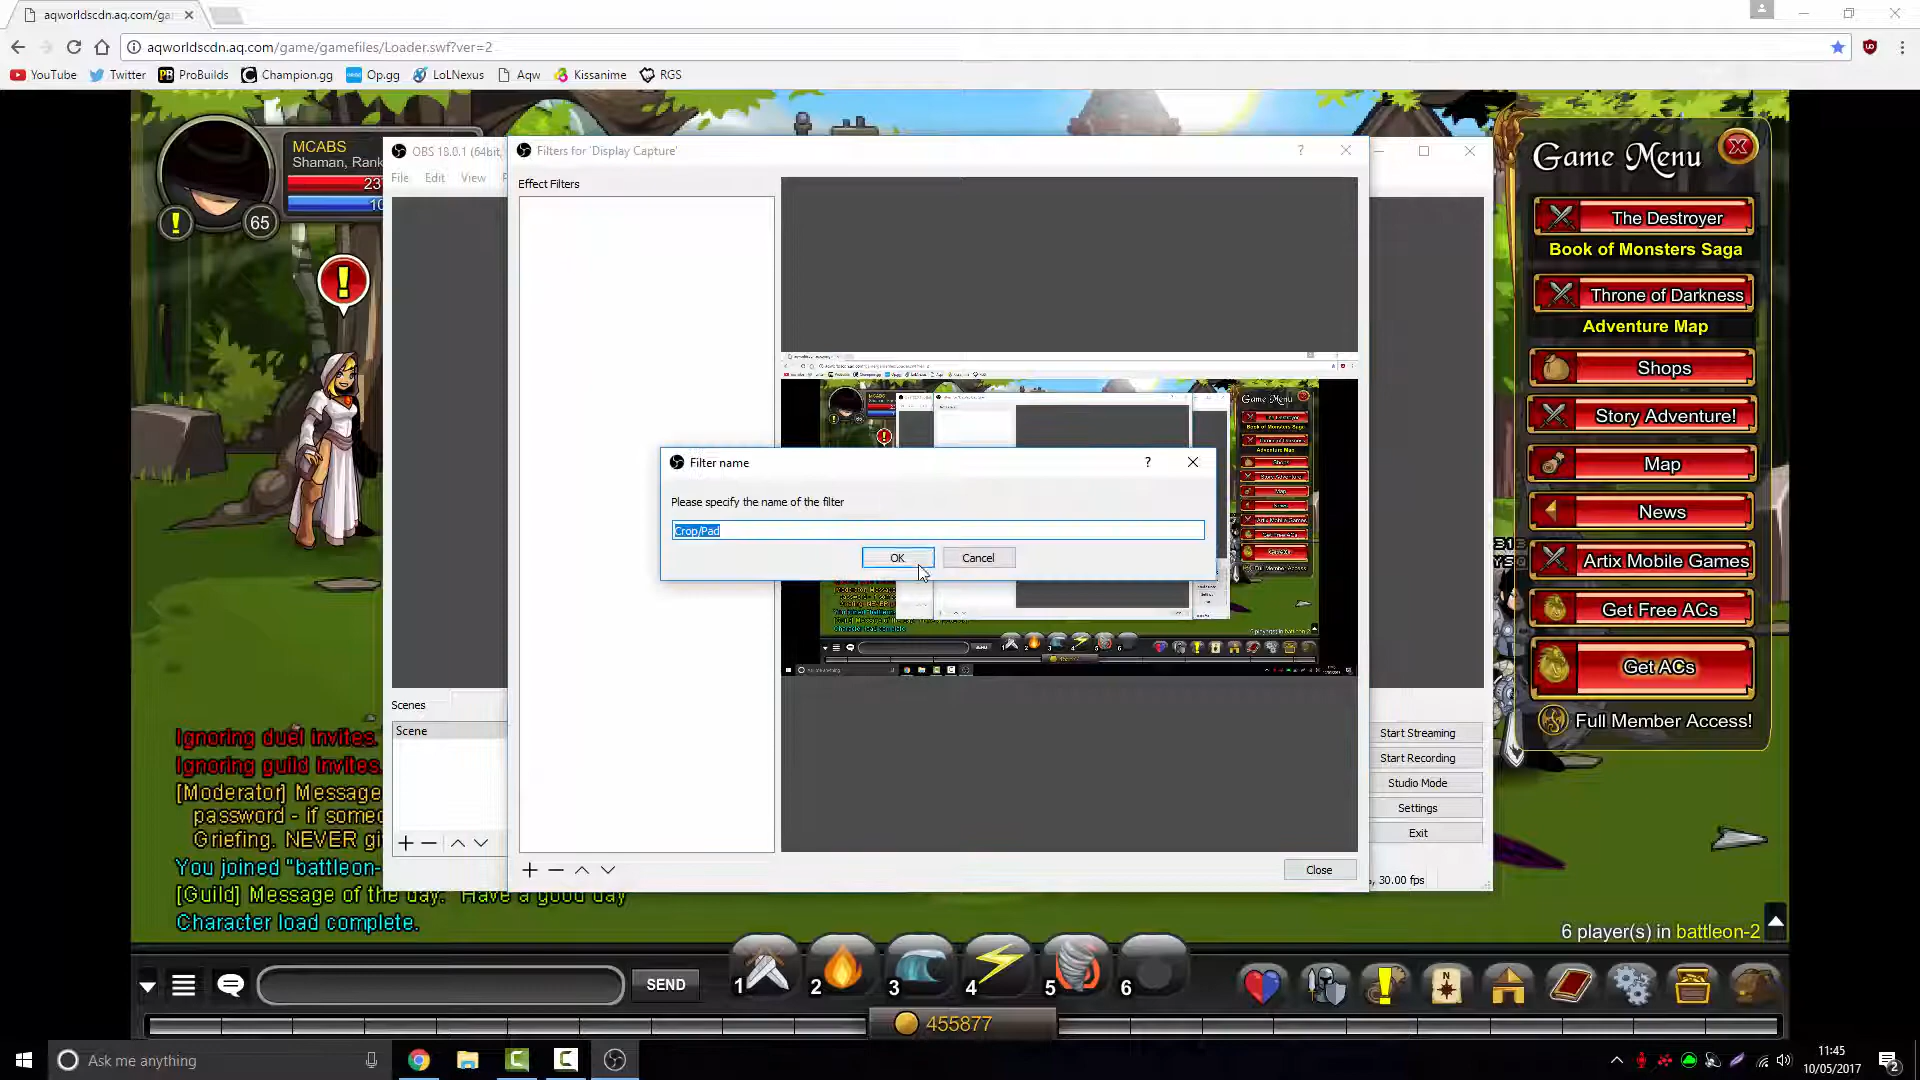 aqworldscdn.aq.com/ga
aqworldscdn.aq.com/game/gamefiles/Loader.swf?ver=2
YouTube Twitter ProBuilds Champion.gg Op.gg LoLNexus Aqw Kissanime RGS
MCABS
Shaman, Rank
65
OBS 18.0.1 (64bit,
File Edit View
Filters for 'Display Capture'
Effect Filters
Filter name
Please specify the name of the filter
Crop/Pad
OK Cancel
Close
Scenes
Scene
Start Streaming
Start Recording
Studio Mode
Settings
Exit
30.00 fps
Game Menu
The Destroyer
Book of Monsters Saga
Throne of Darkness
Adventure Map
Shops
Story Adventure!
Map
News
Artix Mobile Games
Get Free ACs
Get ACs
Full Member Access!
Ignoring duel invites.
Ignoring guild invites.
[Moderator] Message
password - if someo
Griefing. NEVER gi
You joined "battleon-
[Guild] Message of the day: Have a good day
Character load complete.
6 player(s) in battleon-2
SEND
1 2 3 4 5 6
455877
Ask me anything
11:45
10/05/2017
2